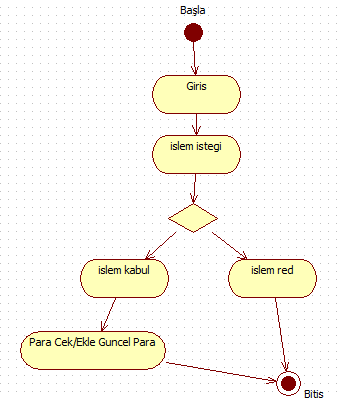 Başla
Giris
islem istegi
islem kabul
islem red
Para Cek/Ekle Guncel Para
Bitis